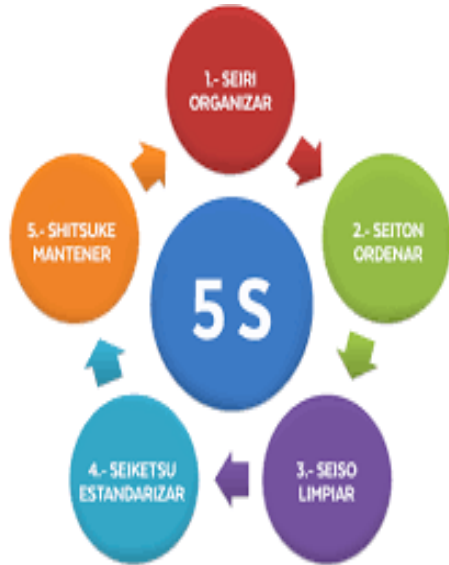 1.- SEIRI
ORGANIZAR
2.- SEITON
ORDENAR
3.- SEISO
LIMPIAR
4.- SEIKETSU
ESTANDARIZAR
5.- SHITSUKE
MANTENER
5 S